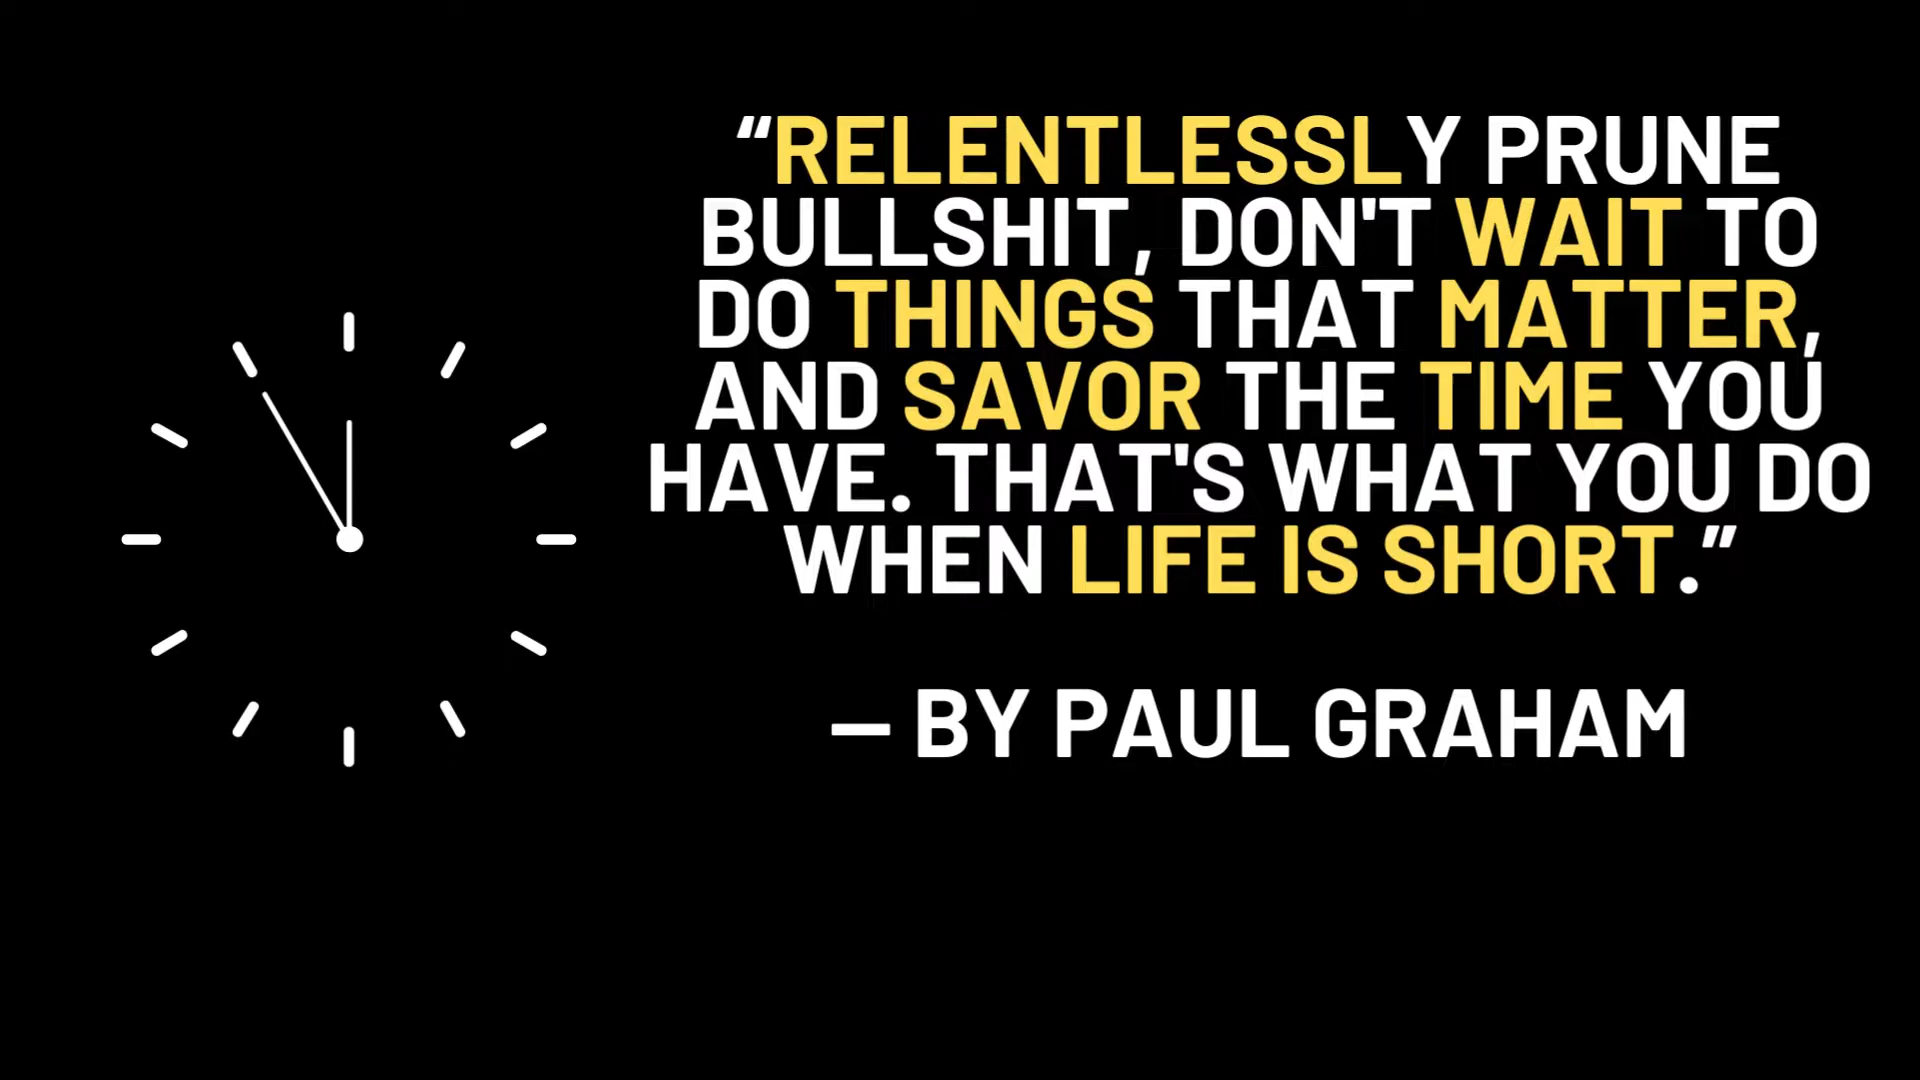 “RELENTLESSLY PRUNE
BULLSHIT, DON'T WAIT TO
DO THINGS THAT MATTER,
AND SAVOR THE TIME YOU
HAVE. THAT'S WHAT YOU DO
WHEN LIFE IS SHORT.”
– BY PAUL GRAHAM